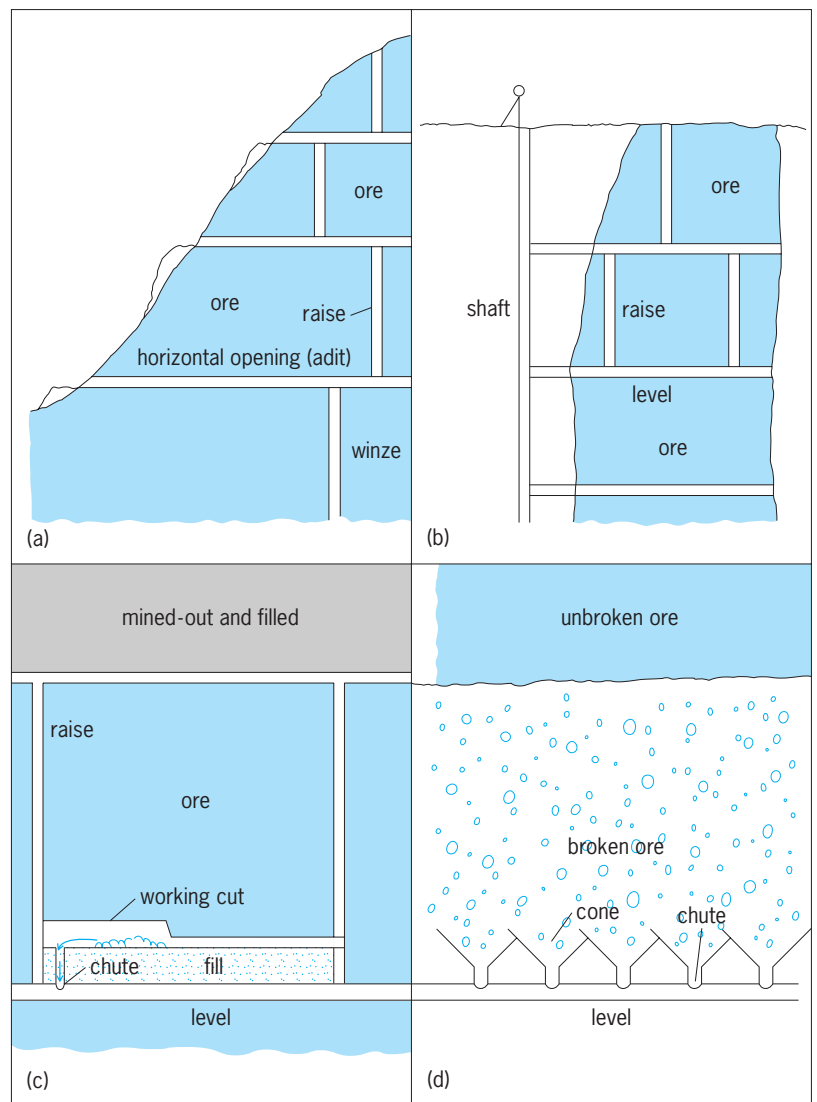 ore
ore
raise
horizontal opening (adit)
winze
(a)
ore
shaft
raise
level
ore
(b)
mined-out and filled
raise
ore
working cut
chute
fill
level
(c)
unbroken ore
broken ore
cone
chute
level
(d)